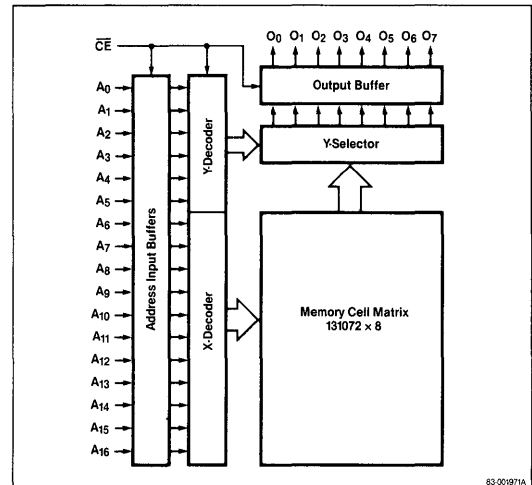 C̅E̅
O0 O1 O2 O3 O4 O5 O6 O7
Output Buffer
Y-Selector
A0
A1
A2
A3
A4
A5
A6
A7
A8
A9
A10
A11
A12
A13
A14
A15
A16
Address Input Buffers
Y-Decoder
X-Decoder
Memory Cell Matrix
131072 × 8
83-001971A